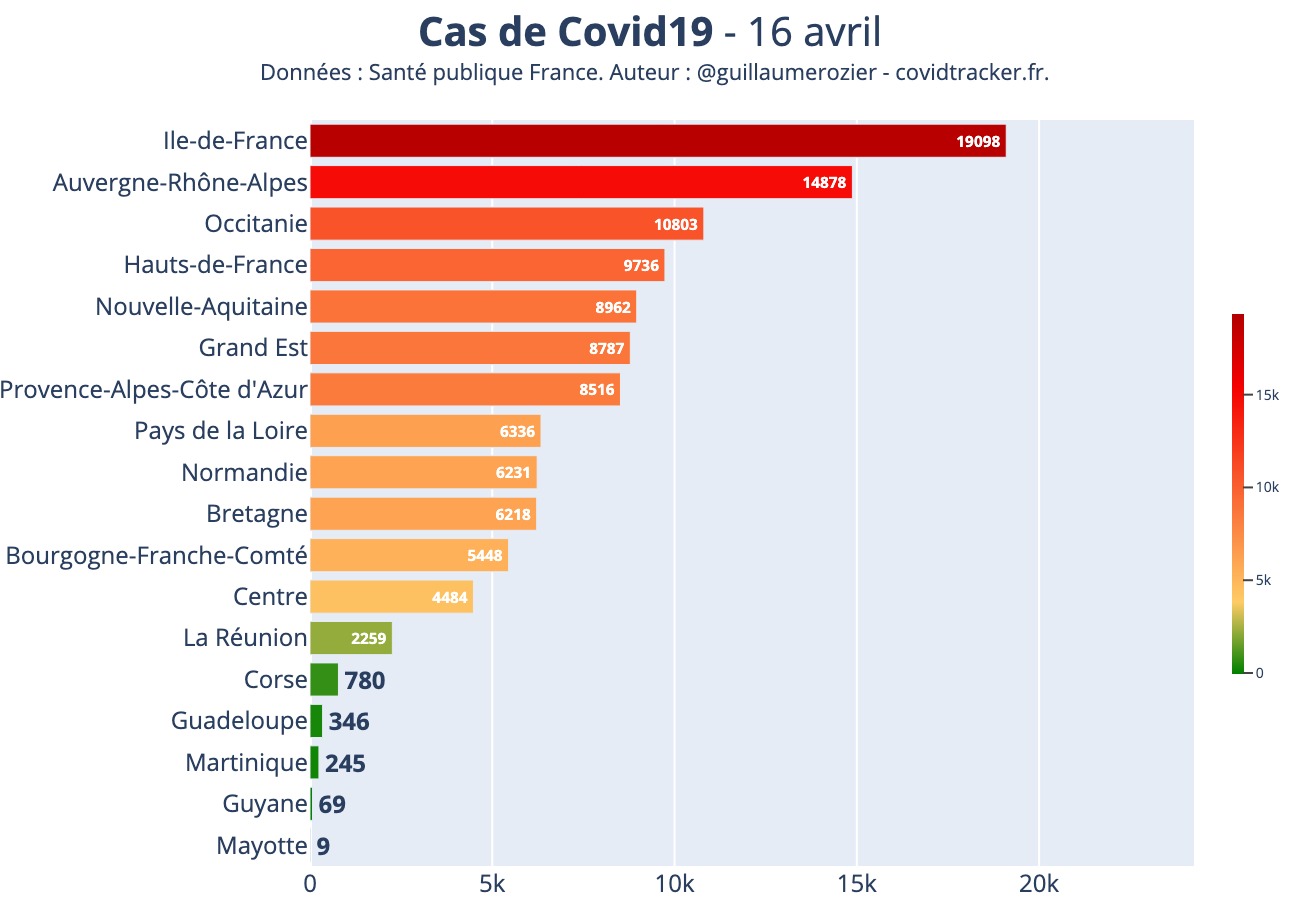 Cas de Covid19 - 16 avril
Données : Santé publique France. Auteur : @guillaumerozier - covidtracker.fr.
Ile-de-France 19098
Auvergne-Rhône-Alpes 14878
Occitanie 10803
Hauts-de-France 9736
Nouvelle-Aquitaine 8962
Grand Est 8787
Provence-Alpes-Côte d'Azur 8516
Pays de la Loire 6336
Normandie 6231
Bretagne 6218
Bourgogne-Franche-Comté 5448
Centre 4484
La Réunion 2259
Corse 780
Guadeloupe 346
Martinique 245
Guyane 69
Mayotte 9
0 5k 10k 15k 20k
15k
10k
5k
0